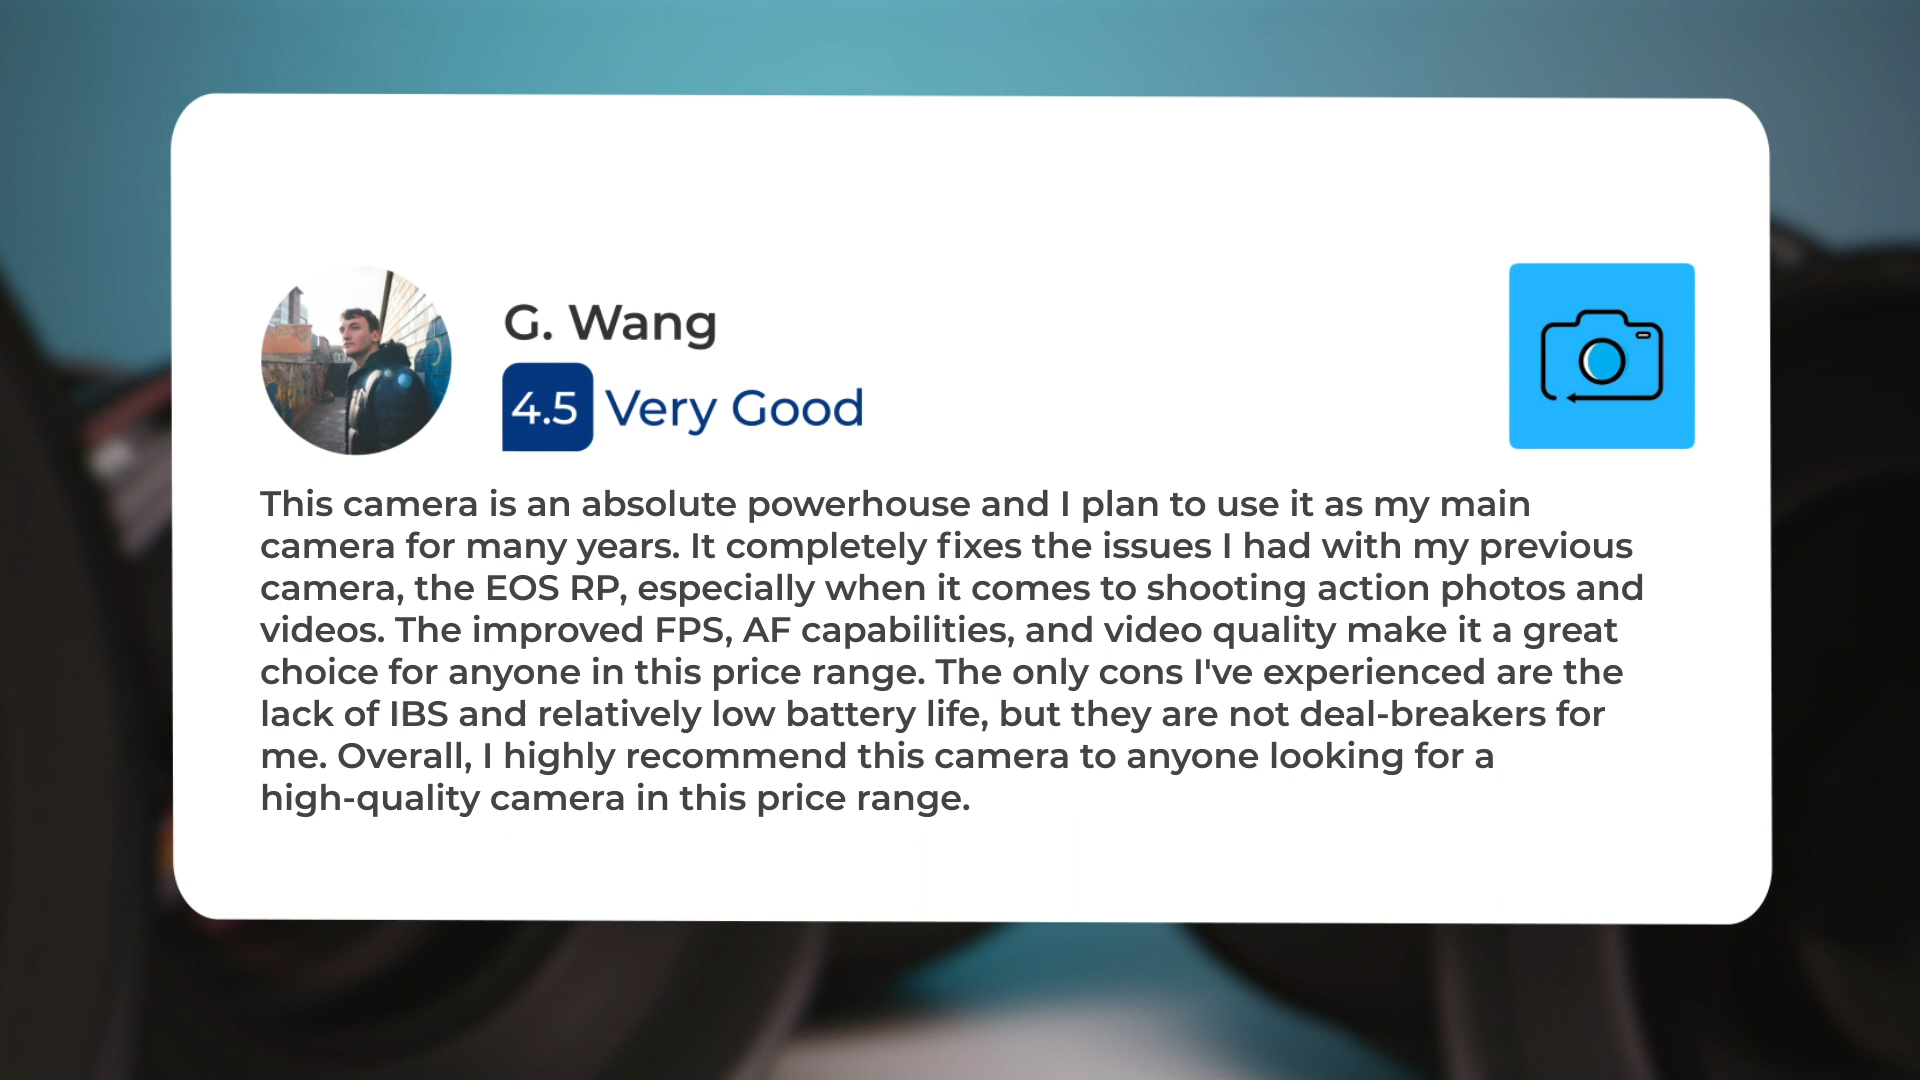 G. Wang
4.5 Very Good
This camera is an absolute powerhouse and I plan to use it as my main
camera for many years. It completely fixes the issues I had with my previous
camera, the EOS RP, especially when it comes to shooting action photos and
videos. The improved FPS, AF capabilities, and video quality make it a great
choice for anyone in this price range. The only cons I've experienced are the
lack of IBS and relatively low battery life, but they are not deal-breakers for
me. Overall, I highly recommend this camera to anyone looking for a
high-quality camera in this price range.